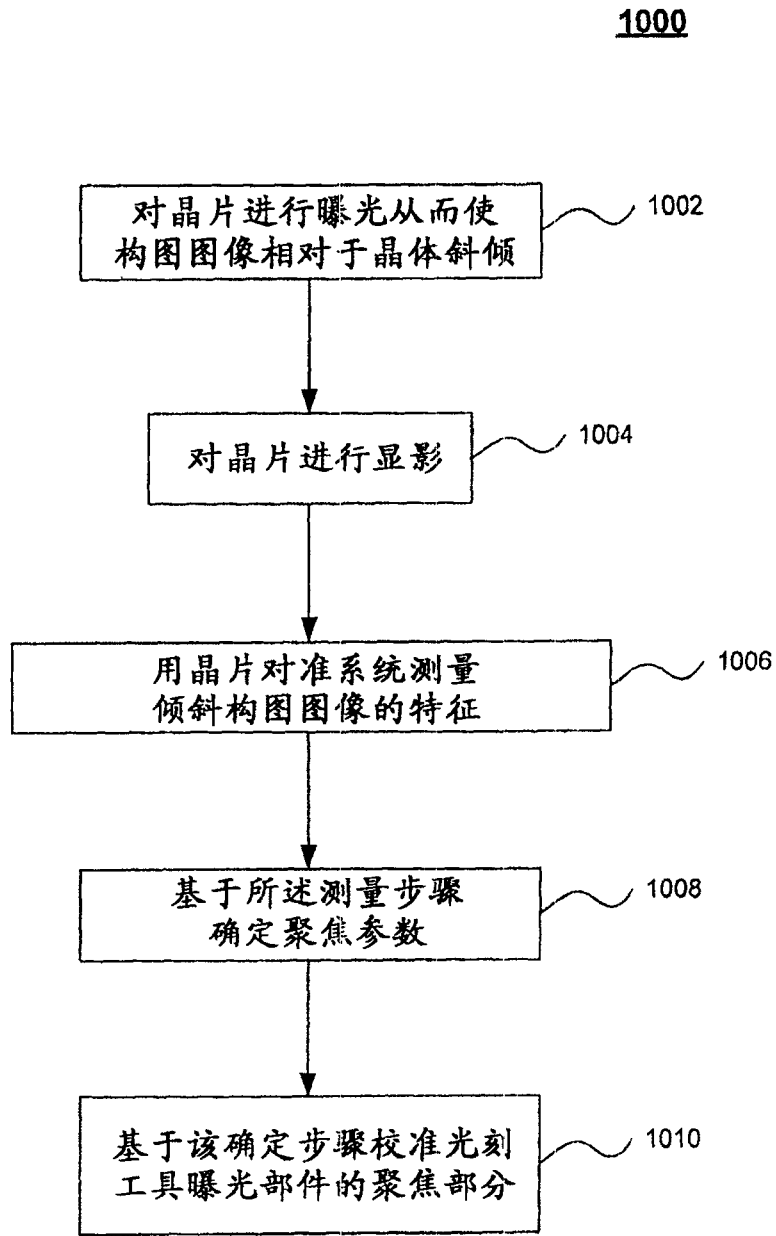 1000
对晶片进行曝光从而使
构图图像相对于晶体斜倾
1002
对晶片进行显影
1004
用晶片对准系统测量
倾斜构图图像的特征
1006
基于所述测量步骤
确定聚焦参数
1008
基于该确定步骤校准光刻
工具曝光部件的聚焦部分
1010